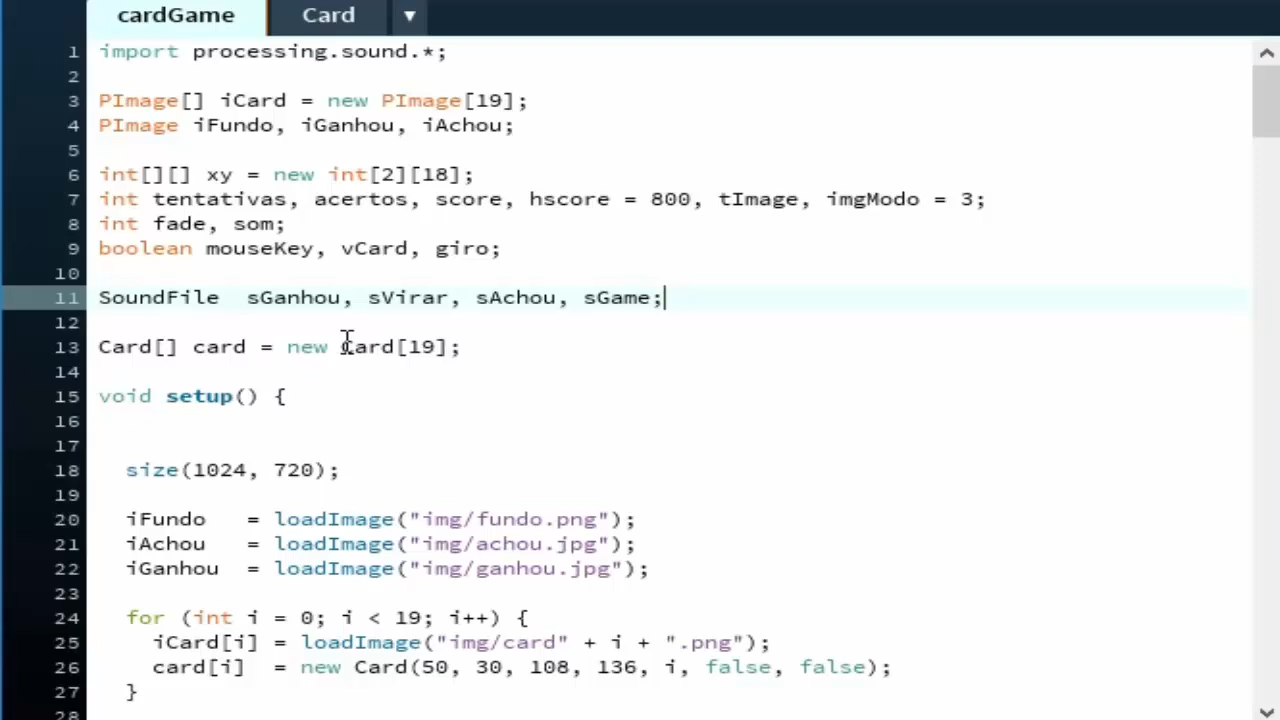 cardGame Card ▼
1 import processing.sound.*;
2
3 PImage[] iCard = new PImage[19];
4 PImage iFundo, iGanhou, iAchou;
5
6 int[][] xy = new int[2][18];
7 int tentativas, acertos, score, hscore = 800, tImage, imgModo = 3;
8 int fade, som;
9 boolean mouseKey, vCard, giro;
10
11 SoundFile  sGanhou, sVirar, sAchou, sGame;
12
13 Card[] card = new Card[19];
14
15 void setup() {
16
17
18   size(1024, 720);
19
20   iFundo   = loadImage("img/fundo.png");
21   iAchou   = loadImage("img/achou.jpg");
22   iGanhou  = loadImage("img/ganhou.jpg");
23
24   for (int i = 0; i < 19; i++) {
25     iCard[i] = loadImage("img/card" + i + ".png");
26     card[i]  = new Card(50, 30, 108, 136, i, false, false);
27   }
28